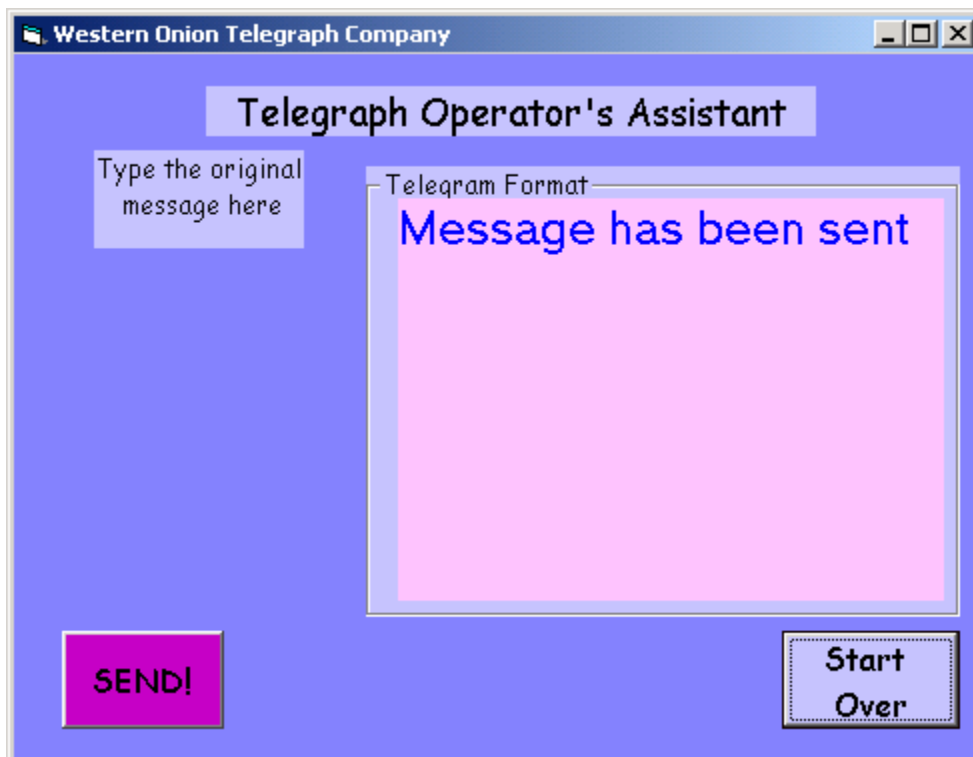 Western Onion Telegraph Company
Telegraph Operator's Assistant
Type the original
message here
Telegram Format
Message has been sent
SEND!
Start
Over